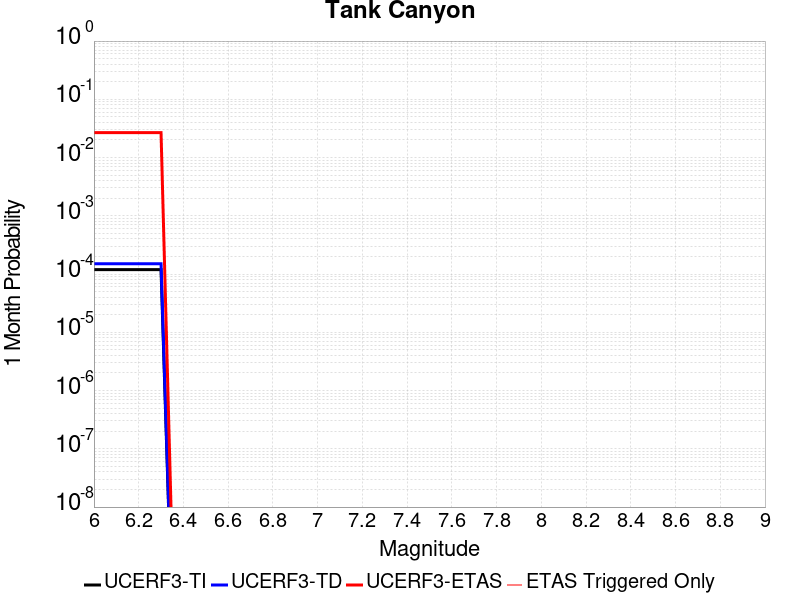 Tank Canyon
10^0
10^-1
10^-2
10^-3
10^-4
10^-5
10^-6
10^-7
10^-8
1 Month Probability
6 6.2 6.4 6.6 6.8 7 7.2 7.4 7.6 7.8 8 8.2 8.4 8.6 8.8 9
Magnitude
UCERF3-TI UCERF3-TD UCERF3-ETAS ETAS Triggered Only